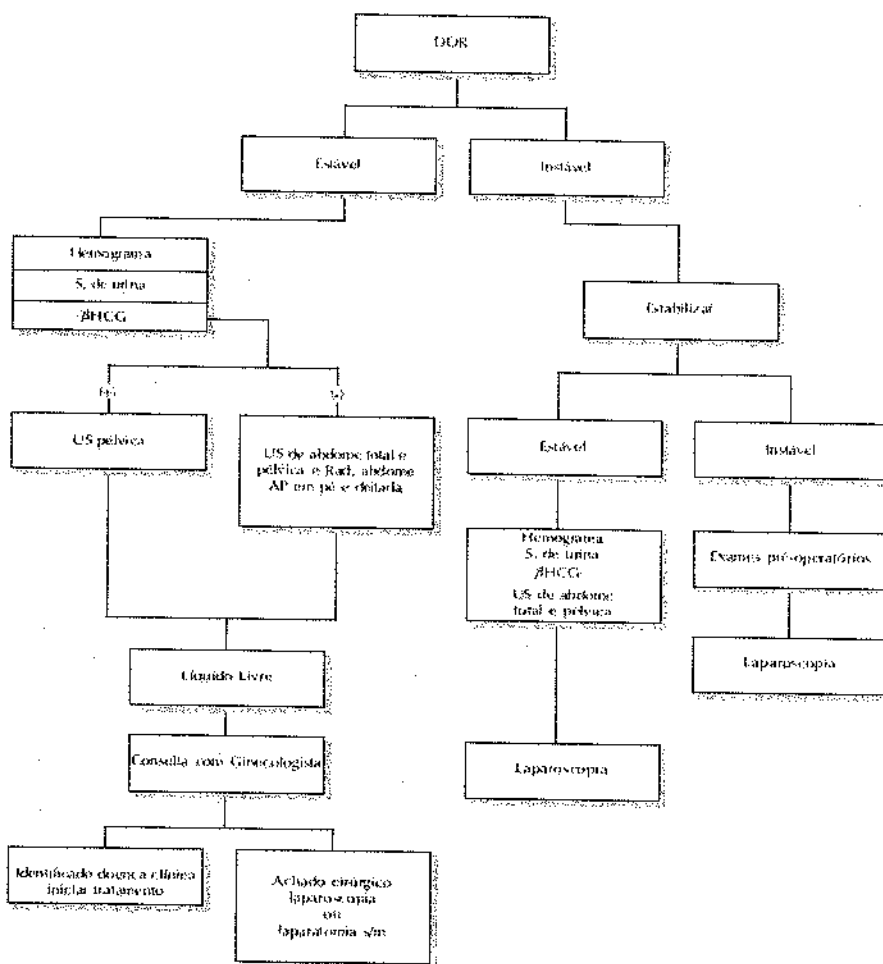 DOR
Estável
Instável
Hemograma
S. de urina
βHCG
Estabilizar
(+)
(-)
US pélvica
US de abdome total e
pélvica e Rad. abdome
AP em pé e deitada
Estável
Instável
Hemograma
S. de urina
βHCG
US de abdome
total e pélvica
Exames pré-operatórios
Laparoscopia
Líquido Livre
Consulta com Ginecologista
Laparoscopia
Identificado doença clínica
iniciar tratamento
Achado cirúrgico
laparoscopia
ou
laparatomia s/n